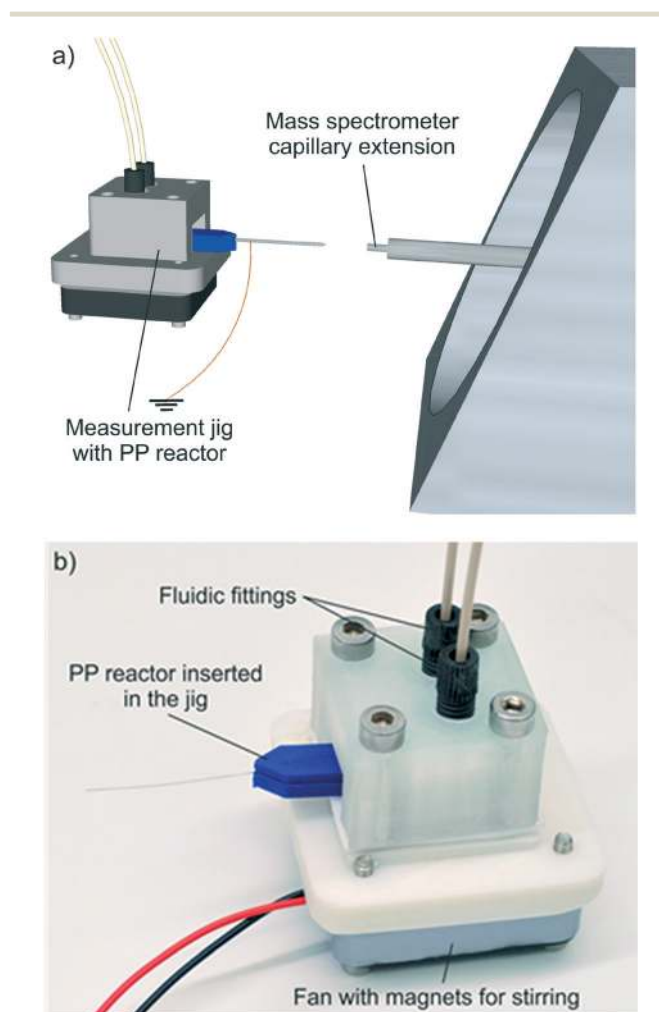 a)
Mass spectrometer
capillary extension
Measurement jig
with PP reactor
b)
Fluidic fittings
PP reactor inserted
in the jig
Fan with magnets for stirring